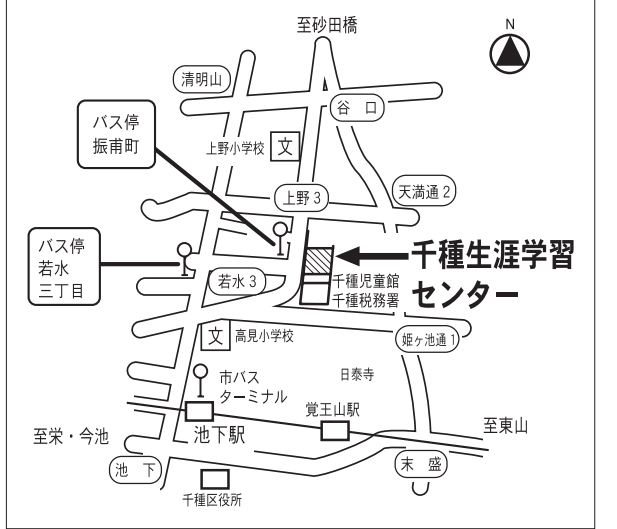 至砂田橋
N
清明山
谷 口
バス停
振甫町
上野小学校
文
上野3
天満通2
バス停
若水
三丁目
千種生涯学習
センター
若水3
千種児童館
千種税務署
文
高見小学校
姫ヶ池通1
市バス
ターミナル
日泰寺
覚王山駅
至栄・今池
池下駅
至東山
池 下
末 盛
千種区役所